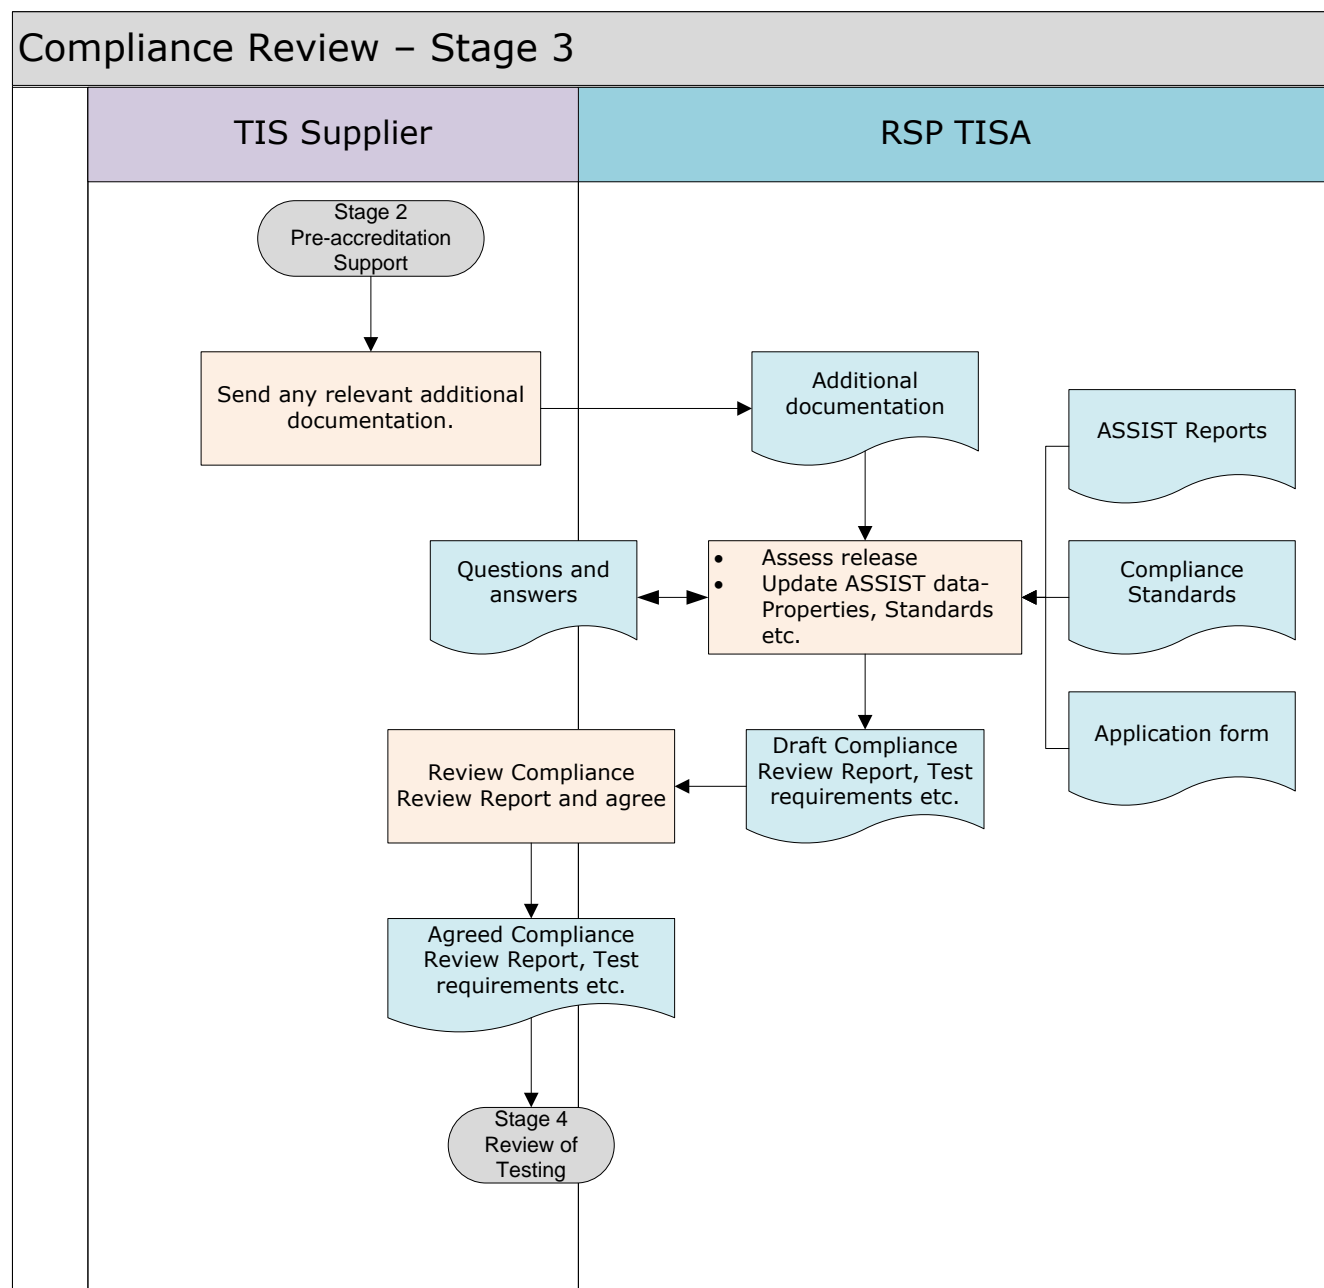 Compliance Review – Stage 3
TIS Supplier
RSP TISA
Stage 2
Pre-accreditation
Support
Send any relevant additional
documentation.
Additional
documentation
ASSIST Reports
Questions and
answers
• Assess release
• Update ASSIST data-
Properties, Standards
etc.
Compliance
Standards
Application form
Draft Compliance
Review Report, Test
requirements etc.
Review Compliance
Review Report and agree
Agreed Compliance
Review Report, Test
requirements etc.
Stage 4
Review of
Testing